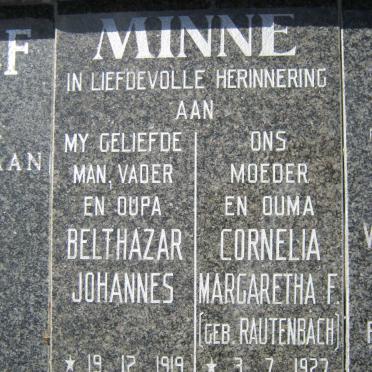 MINNE
IN LIEFDEVOLLE HERINNERING
AAN
MY GELIEFDE
MAN, VADER
EN OUPA
BELTHAZAR
JOHANNES
* 19. 12. 1919
ONS
MOEDER
EN OUMA
CORNELIA
MARGARETHA F.
(GEB. RAUTENBACH)
* 3. 7. 1927